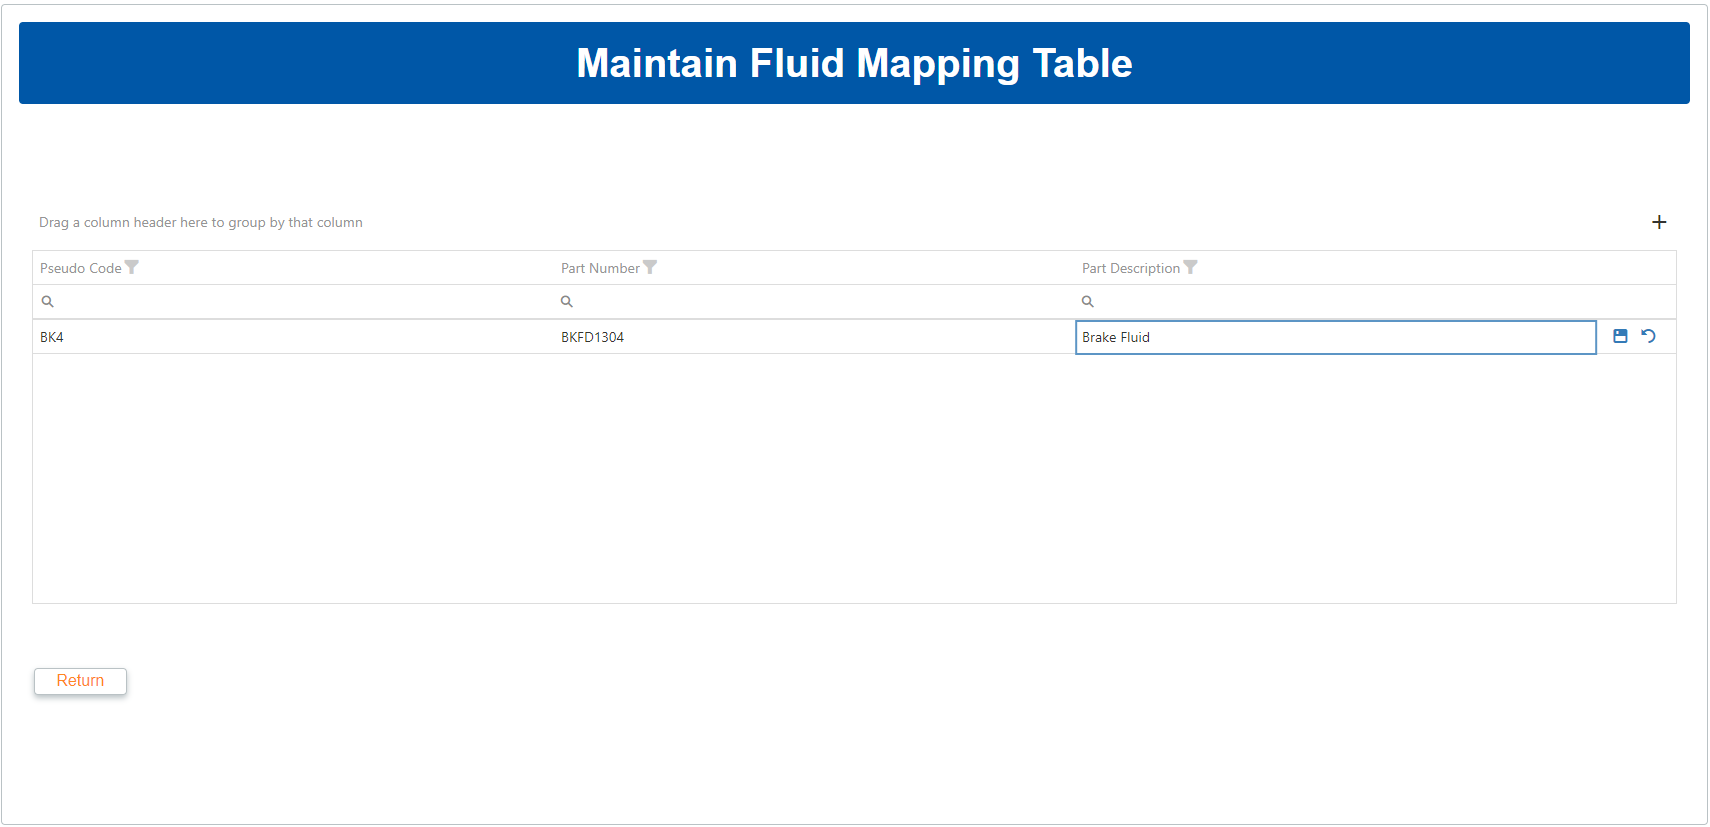 Maintain Fluid Mapping Table
Drag a column header here to group by that column
Pseudo Code Part Number Part Description
BK4 BKFD1304 Brake Fluid
Return